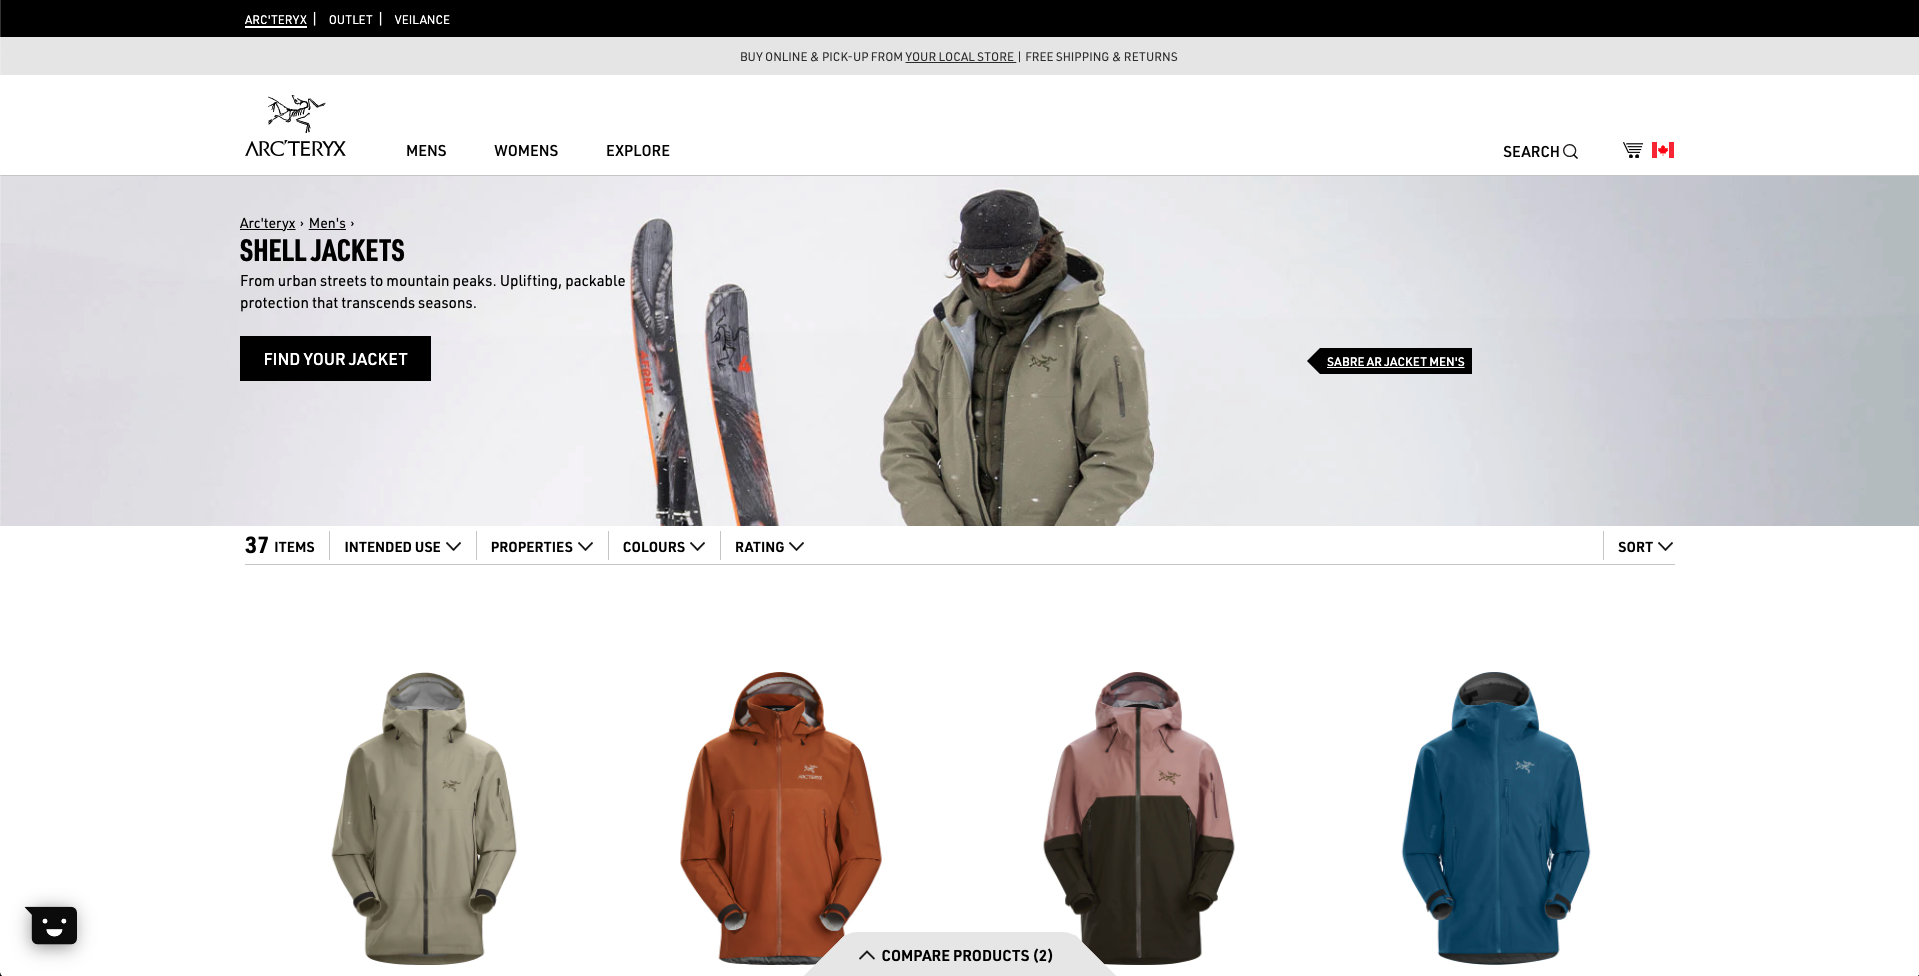 ARC'TERYX | OUTLET | VEILANCE
BUY ONLINE & PICK-UP FROM YOUR LOCAL STORE | FREE SHIPPING & RETURNS
ARC'TERYX
MENS WOMENS EXPLORE SEARCH
Arc'teryx › Men's ›
SHELL JACKETS
From urban streets to mountain peaks. Uplifting, packable
protection that transcends seasons.
FIND YOUR JACKET
SABRE AR JACKET MEN'S
37 ITEMS INTENDED USE PROPERTIES COLOURS RATING SORT
ARC'TERYX
COMPARE PRODUCTS (2)